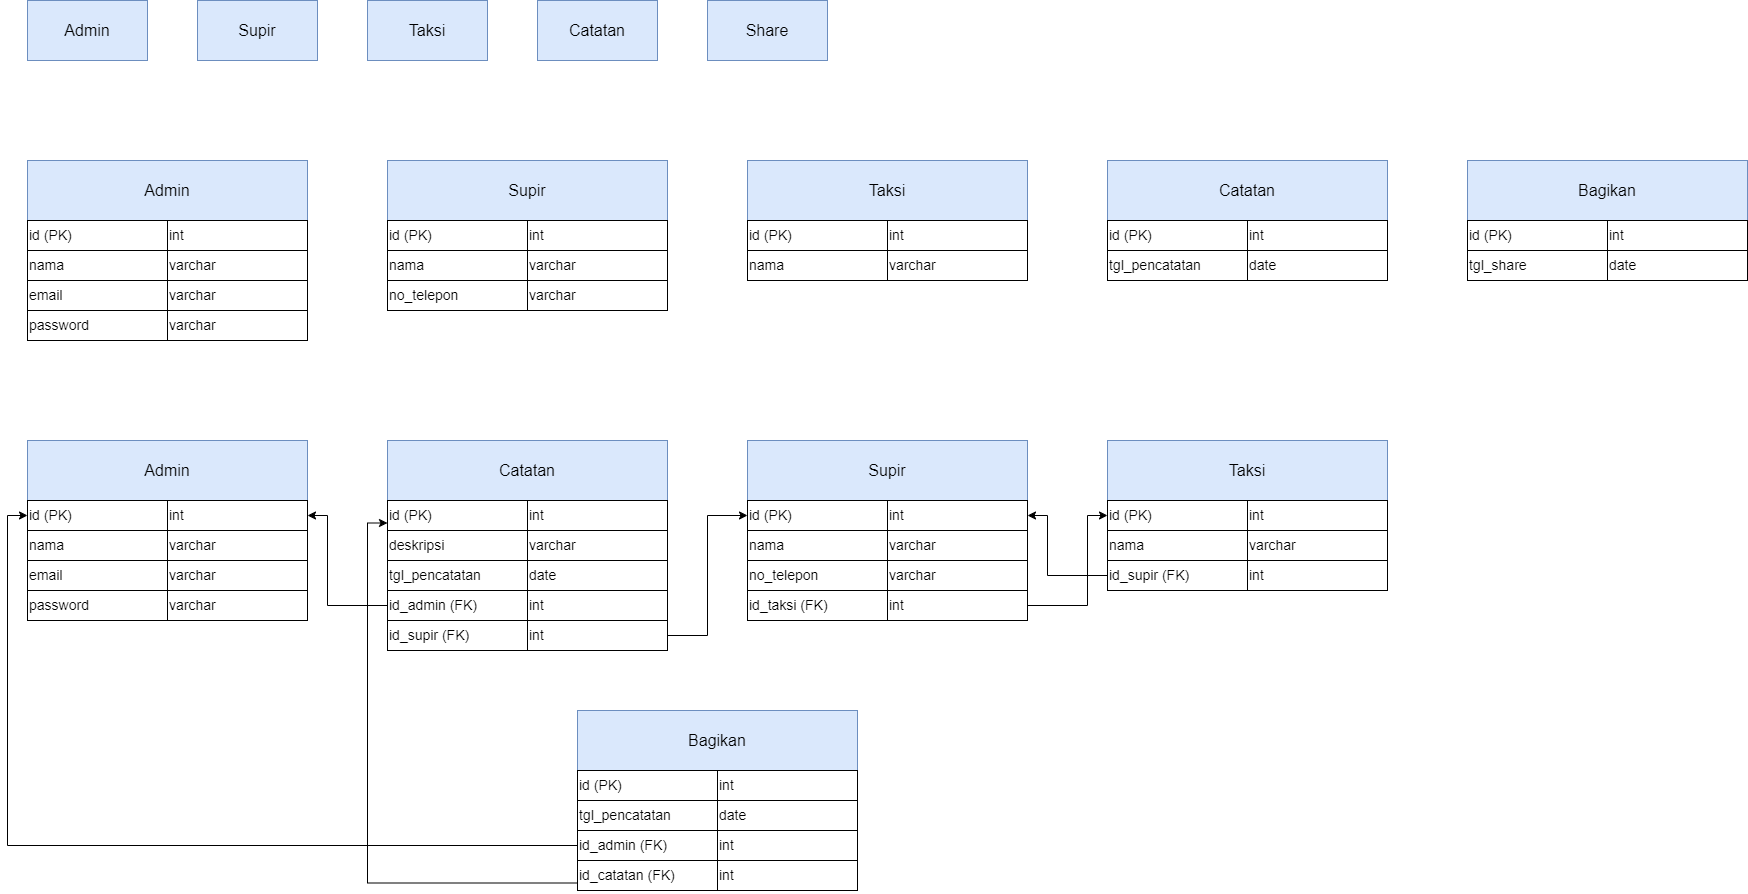 Admin
Supir
Taksi
Catatan
Share
Admin
id (PK) int
nama varchar
email varchar
password varchar
Supir
id (PK) int
nama varchar
no_telepon varchar
Taksi
id (PK) int
nama varchar
Catatan
id (PK) int
tgl_pencatatan date
Bagikan
id (PK) int
tgl_share date
Admin
id (PK) int
nama varchar
email varchar
password varchar
Catatan
id (PK) int
deskripsi varchar
tgl_pencatatan date
id_admin (FK) int
id_supir (FK) int
Supir
id (PK) int
nama varchar
no_telepon varchar
id_taksi (FK) int
Taksi
id (PK) int
nama varchar
id_supir (FK) int
Bagikan
id (PK) int
tgl_pencatatan date
id_admin (FK) int
id_catatan (FK) int